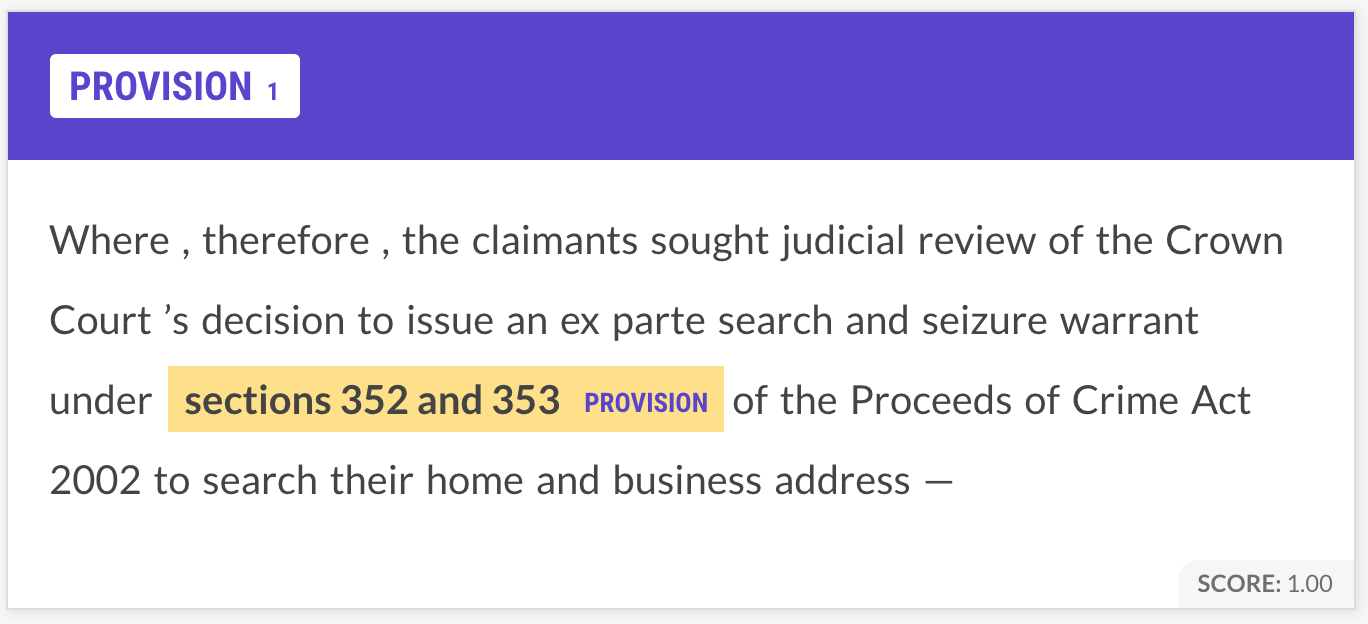 PROVISION 1
Where , therefore , the claimants sought judicial review of the Crown
Court ’s decision to issue an ex parte search and seizure warrant
under sections 352 and 353 PROVISION of the Proceeds of Crime Act
2002 to search their home and business address —
SCORE: 1.00